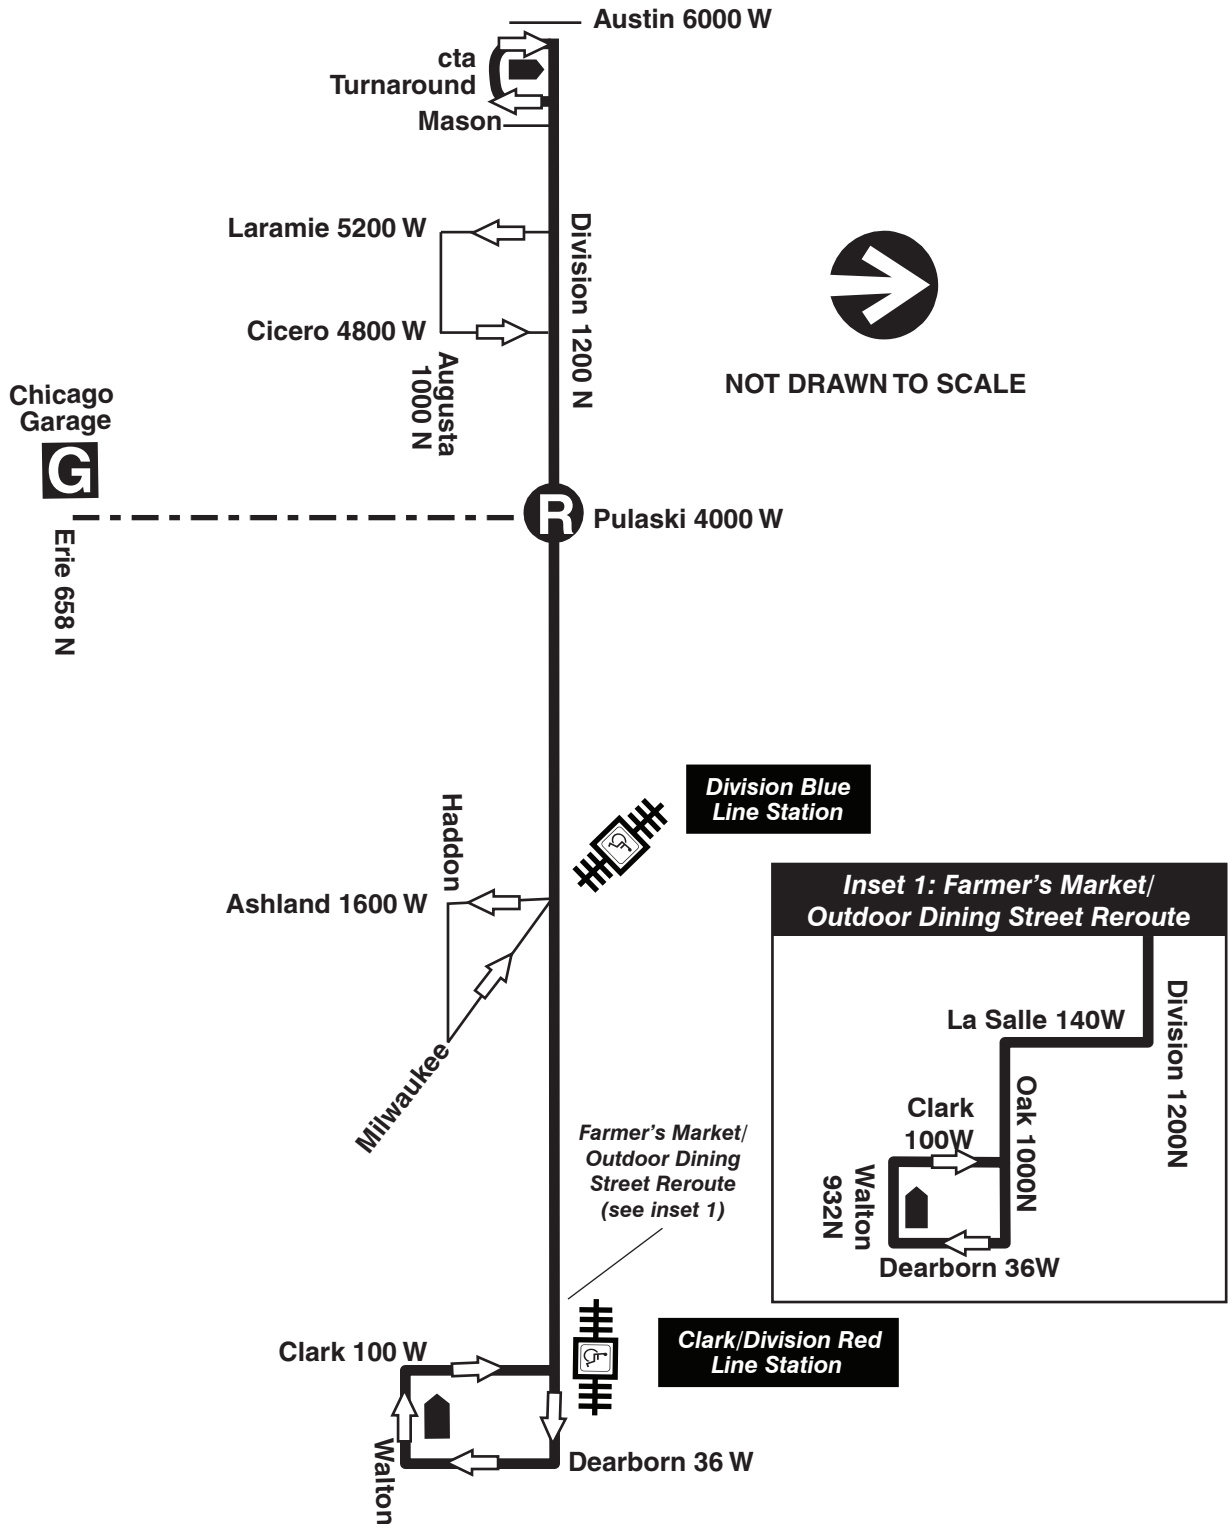 Austin 6000 W
cta
Turnaround
Mason
Laramie 5200 W
Division 1200 N
Cicero 4800 W
Augusta
1000 N
NOT DRAWN TO SCALE
Chicago
Garage
G
R
Pulaski 4000 W
Erie 658 N
Division Blue
Line Station
Haddon
Ashland 1600 W
Milwaukee
Inset 1: Farmer's Market/
Outdoor Dining Street Reroute
La Salle 140W
Division 1200N
Oak 1000N
Clark
100W
Walton
932N
Dearborn 36W
Farmer's Market/
Outdoor Dining
Street Reroute
(see inset 1)
Clark 100 W
Clark/Division Red
Line Station
Walton
Dearborn 36 W